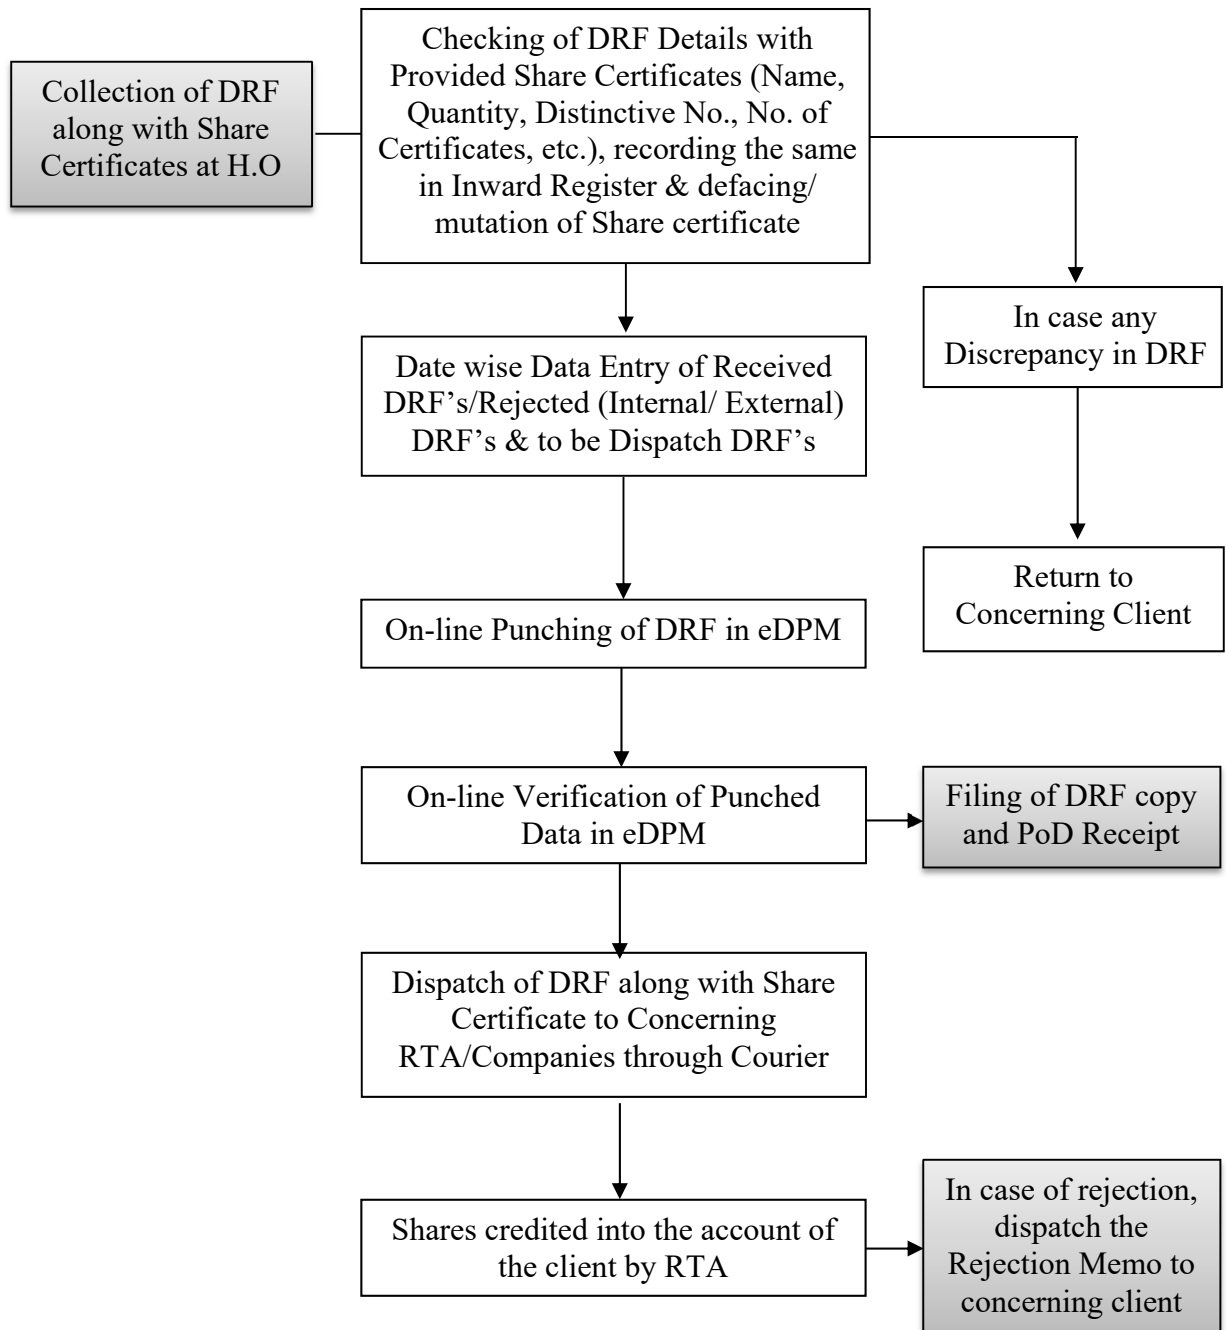 Collection of DRF
along with Share
Certificates at H.O
Checking of DRF Details with
Provided Share Certificates (Name,
Quantity, Distinctive No., No. of
Certificates, etc.), recording the same
in Inward Register & defacing/
mutation of Share certificate
In case any
Discrepancy in DRF
Return to
Concerning Client
Date wise Data Entry of Received
DRF’s/Rejected (Internal/ External)
DRF’s & to be Dispatch DRF’s
On-line Punching of DRF in eDPM
On-line Verification of Punched
Data in eDPM
Filing of DRF copy
and PoD Receipt
Dispatch of DRF along with Share
Certificate to Concerning
RTA/Companies through Courier
Shares credited into the account of
the client by RTA
In case of rejection,
dispatch the
Rejection Memo to
concerning client